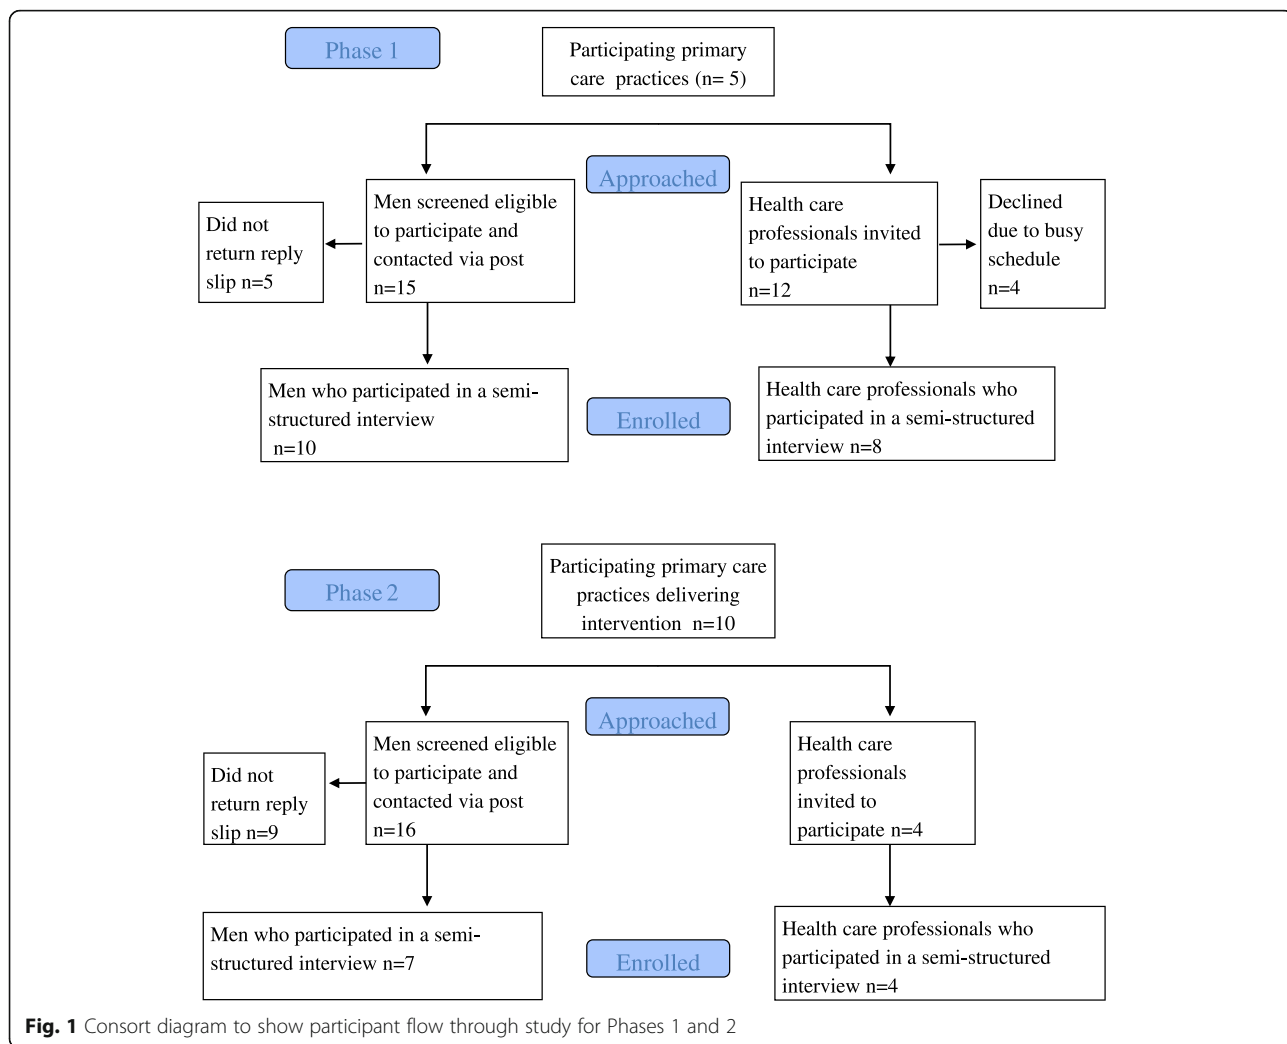 Phase 1
Participating primary
care practices (n= 5)
Approached
Did not
return reply
slip n=5
Men screened eligible
to participate and
contacted via post
n=15
Health care
professionals invited
to participate
n=12
Declined
due to busy
schedule
n=4
Men who participated in a semi-
structured interview
n=10
Enrolled
Health care professionals who
participated in a semi-structured
interview n=8
Phase 2
Participating primary care
practices delivering
intervention n=10
Approached
Did not
return reply
slip n=9
Men screened eligible
to participate and
contacted via post
n=16
Health care
professionals
invited to
participate n=4
Men who participated in a semi-
structured interview n=7
Enrolled
Health care professionals who
participated in a semi-structured
interview n=4
Fig. 1 Consort diagram to show participant flow through study for Phases 1 and 2